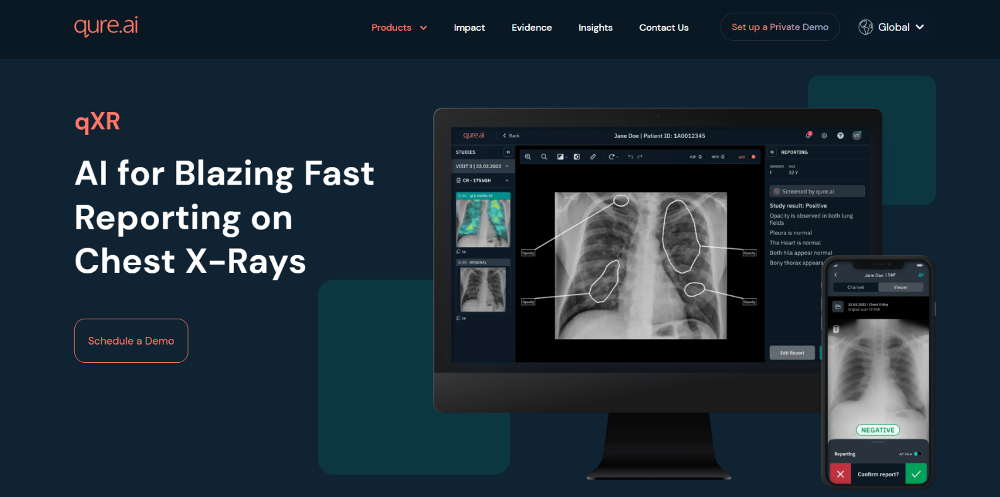 qure.ai
Products
Impact
Evidence
Insights
Contact Us
Set up a Private Demo
Global
qXR
AI for Blazing Fast
Reporting on
Chest X-Rays
Schedule a Demo
qure.ai
Back
Jane Doe | Patient ID: 1A0012345
2
VT
STUDIES
VISIT 3 | 22.02.2022
CR - 1756GH
S: 01 qXR OVERLAY
36
S: 01 ORIGINAL
36
MSP
MPR
qXR
Opacity
Opacity
Opacity
Opacity
REPORTING
GENDER AGE
F 32 Y
Screened by qure.ai
Study result: Positive
Opacity is observed in both lung
fields
Pleura is normal
The Heart is normal
Both hila appear normal
Bony thorax appears
Edit Report
Jane Doe | 56F
Channel
Viewer
22.02.2022 | Chest X-Ray
Original scan
NEGATIVE
Reporting
AP View
Confirm report?